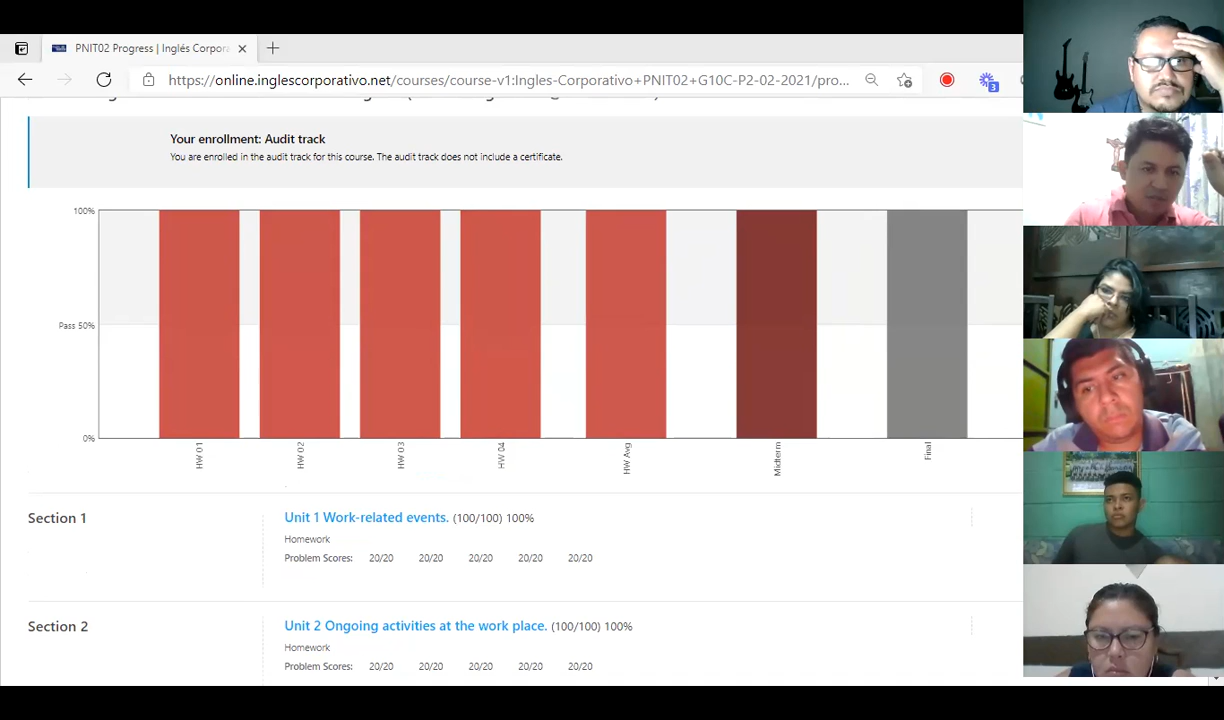 PNIT02 Progress | Inglés Corpora
https://online.inglescorporativo.net/courses/course-v1:Ingles-Corporativo+PNIT02+G10C-P2-02-2021/pro...
3
Your enrollment: Audit track
You are enrolled in the audit track for this course. The audit track does not include a certificate.
100%
Pass 50%
0%
HW 01
HW 02
HW 03
HW 04
HW Avg
Midterm
Final
Section 1
Unit 1 Work-related events. (100/100) 100%
Homework
Problem Scores: 20/20 20/20 20/20 20/20 20/20
Section 2
Unit 2 Ongoing activities at the work place. (100/100) 100%
Homework
Problem Scores: 20/20 20/20 20/20 20/20 20/20